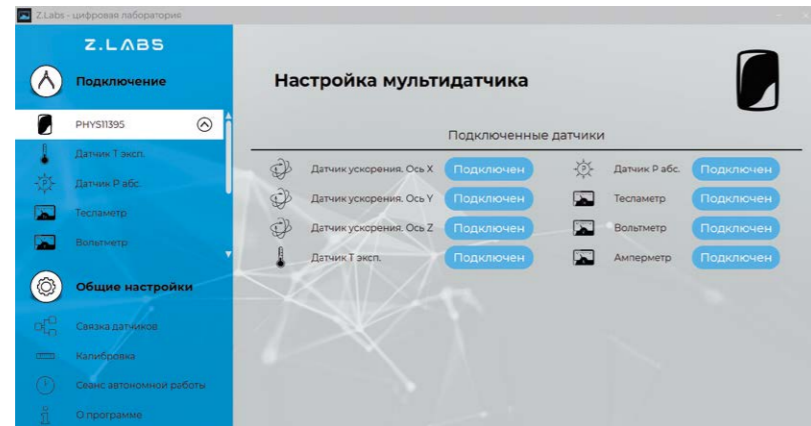 Z.Labs - цифровая лаборатория
Z.LABS
Подключение
PHYS11395
Датчик Т эксп.
Датчик Р абс.
Тесламетр
Вольтметр
Общие настройки
Связка датчиков
Калибровка
Сеанс автономной работы
О программе
Настройка мультидатчика
Подключенные датчики
Датчик ускорения. Ось X Подключен
Датчик ускорения. Ось Y Подключен
Датчик ускорения. Ось Z Подключен
Датчик Т эксп. Подключен
Датчик Р абс. Подключен
Тесламетр Подключен
Вольтметр Подключен
Амперметр Подключен